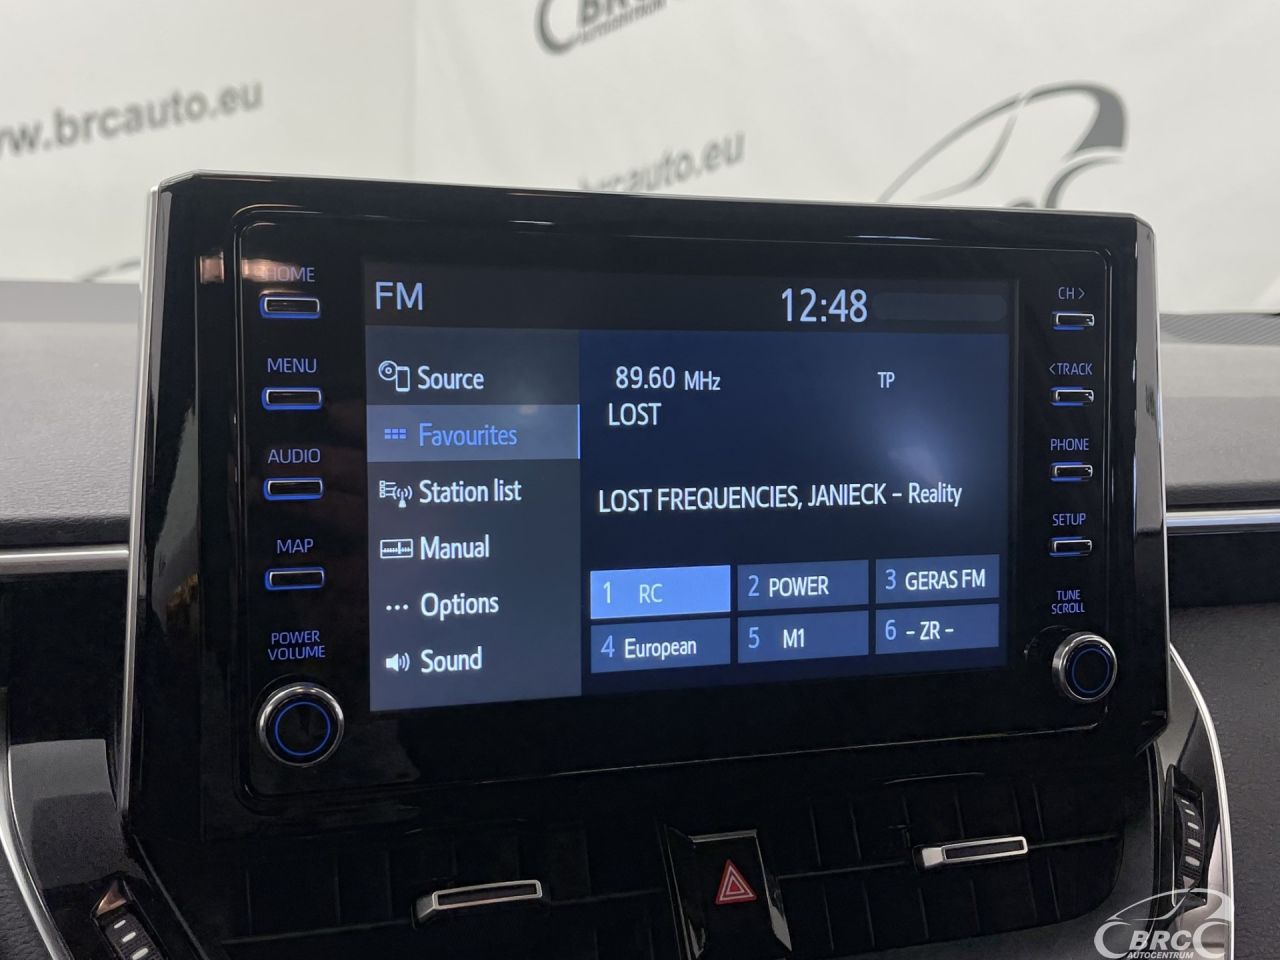 BRC
AUTOCENTRUM
www.brcauto.eu
brcauto.eu
HOME
MENU
AUDIO
MAP
POWER
VOLUME
FM
12:48
Source
Favourites
Station list
Manual
Options
Sound
89.60 MHz
TP
LOST
LOST FREQUENCIES, JANIECK – Reality
1 RC
2 POWER
3 GERAS FM
4 European
5 M1
6 – ZR –
CH >
<TRACK
PHONE
SETUP
TUNE
SCROLL
BRC
AUTOCENTRUM